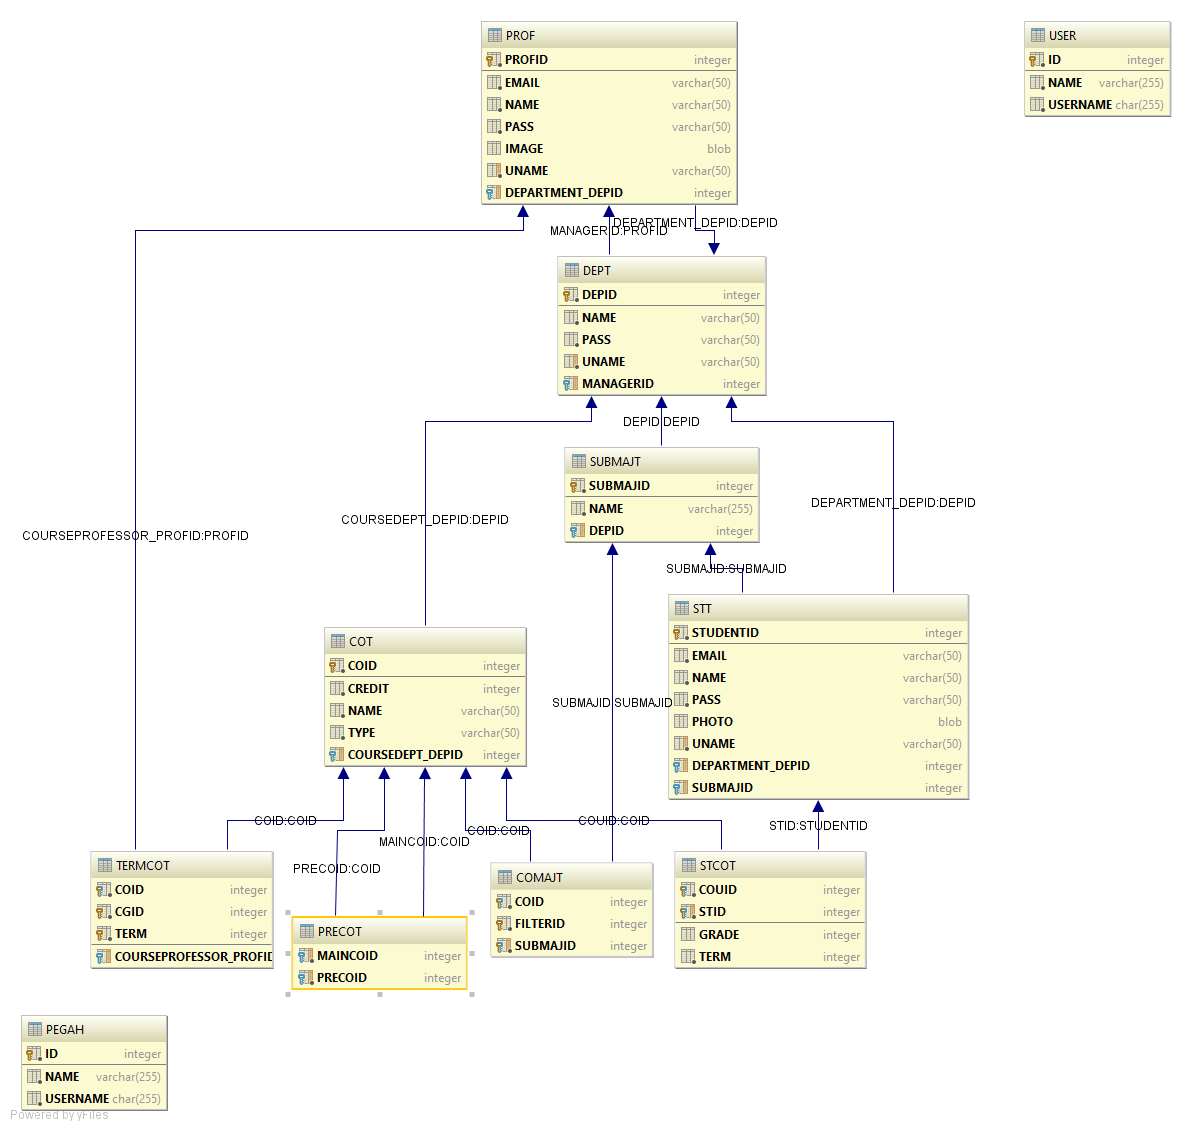 PROF
PROFID integer
EMAIL varchar(50)
NAME varchar(50)
PASS varchar(50)
IMAGE blob
UNAME varchar(50)
DEPARTMENT_DEPID integer
USER
ID integer
NAME varchar(255)
USERNAME char(255)
DEPARTMENT_DEPID:DEPID
MANAGERID:PROFID
DEPT
DEPID integer
NAME varchar(50)
PASS varchar(50)
UNAME varchar(50)
MANAGERID integer
DEPID:DEPID
SUBMAJT
SUBMAJID integer
NAME varchar(255)
DEPID integer
DEPARTMENT_DEPID:DEPID
COURSEDEPT_DEPID:DEPID
COURSEPROFESSOR_PROFID:PROFID
SUBMAJID:SUBMAJID
STT
STUDENTID integer
EMAIL varchar(50)
NAME varchar(50)
PASS varchar(50)
PHOTO blob
UNAME varchar(50)
DEPARTMENT_DEPID integer
SUBMAJID integer
COT
COID integer
CREDIT integer
NAME varchar(50)
TYPE varchar(50)
COURSEDEPT_DEPID integer
SUBMAJID:SUBMAJID
COID:COID
PRECOID:COID
MAINCOID:COID
COID:COID
COUID:COID
STID:STUDENTID
TERMCOT
COID integer
CGID integer
TERM integer
COURSEPROFESSOR_PROFID
PRECOT
MAINCOID integer
PRECOID integer
COMAJT
COID integer
FILTERID integer
SUBMAJID integer
STCOT
COUID integer
STID integer
GRADE integer
TERM integer
PEGAH
ID integer
NAME varchar(255)
USERNAME char(255)
Powered by yFiles